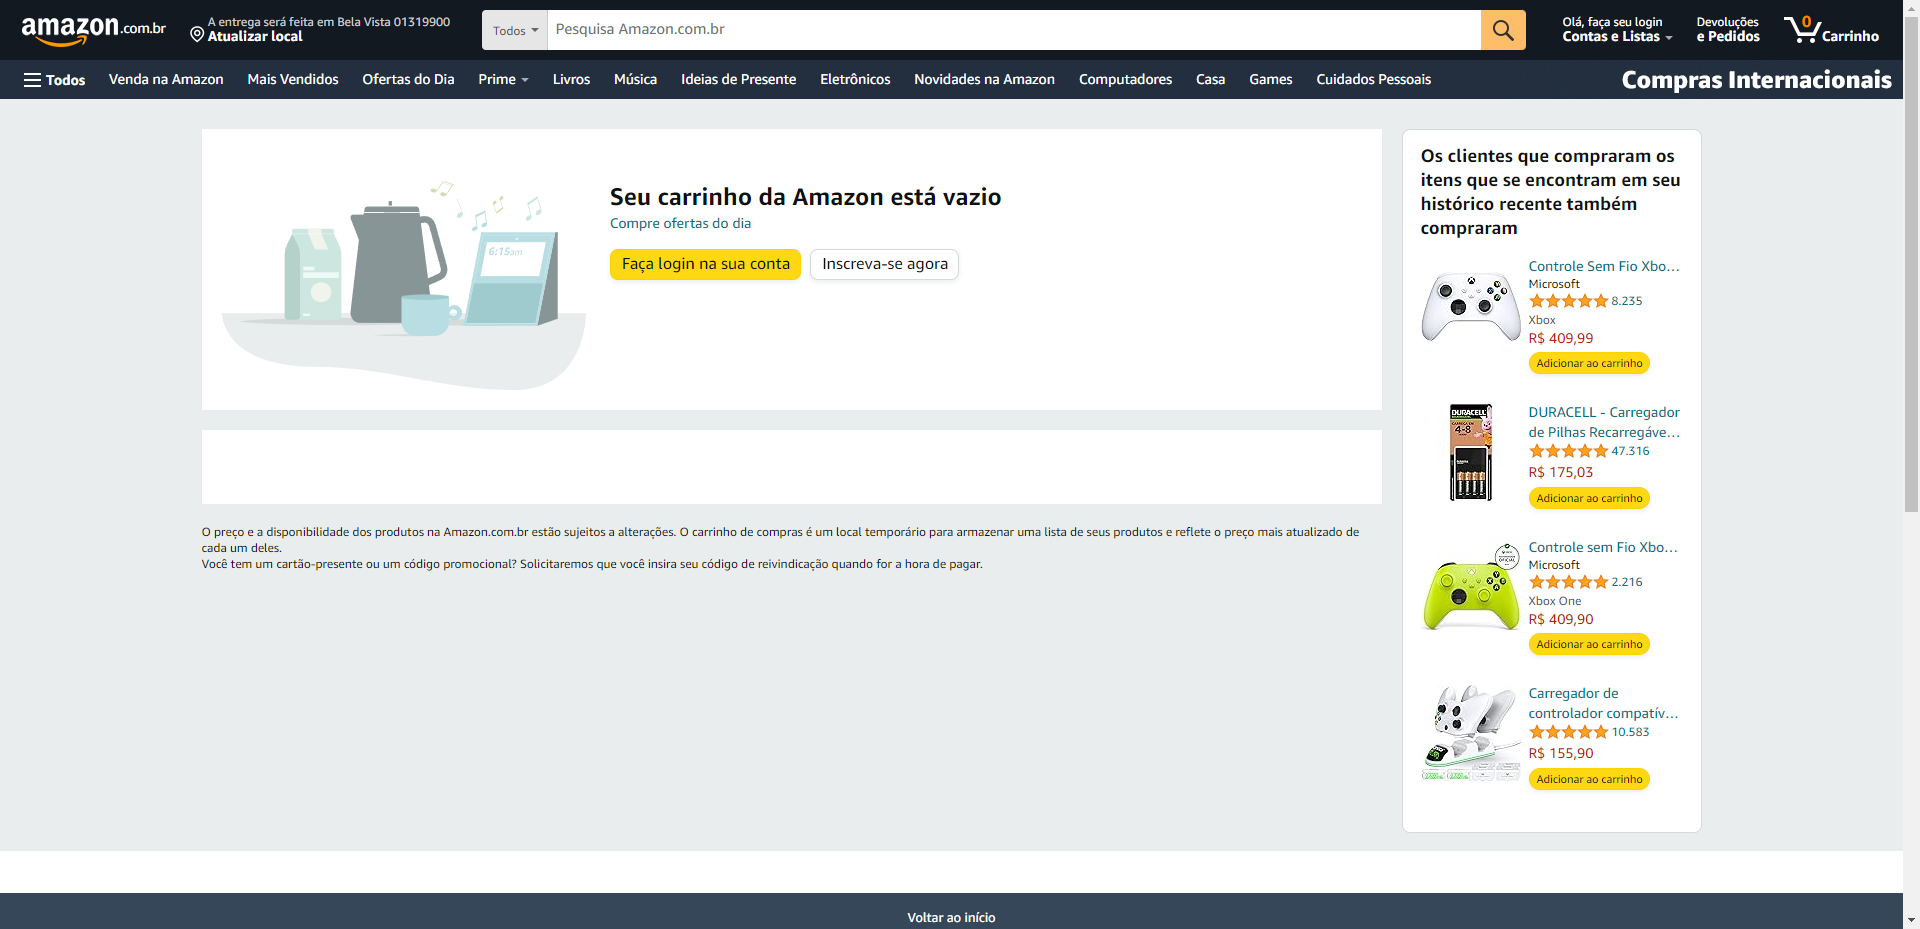 amazon.com.br
A entrega será feita em Bela Vista 01319900
Atualizar local
Todos
Pesquisa Amazon.com.br
Olá, faça seu login
Contas e Listas
Devoluções
e Pedidos
0
Carrinho
Todos
Venda na Amazon
Mais Vendidos
Ofertas do Dia
Prime
Livros
Música
Ideias de Presente
Eletrônicos
Novidades na Amazon
Computadores
Casa
Games
Cuidados Pessoais
Compras Internacionais
6:15am
Seu carrinho da Amazon está vazio
Compre ofertas do dia
Faça login na sua conta
Inscreva-se agora
O preço e a disponibilidade dos produtos na Amazon.com.br estão sujeitos a alterações. O carrinho de compras é um local temporário para armazenar uma lista de seus produtos e reflete o preço mais atualizado de
cada um deles.
Você tem um cartão-presente ou um código promocional? Solicitaremos que você insira seu código de reivindicação quando for a hora de pagar.
Os clientes que compraram os
itens que se encontram em seu
histórico recente também
compraram
Controle Sem Fio Xbo…
Microsoft
8.235
Xbox
R$ 409,99
Adicionar ao carrinho
DURACELL
4-8
DURACELL - Carregador
de Pilhas Recarregáve…
47.316
R$ 175,03
Adicionar ao carrinho
Controle sem Fio Xbo…
Microsoft
2.216
Xbox One
R$ 409,90
Adicionar ao carrinho
Carregador de
controlador compatív…
10.583
R$ 155,90
Adicionar ao carrinho
Voltar ao início